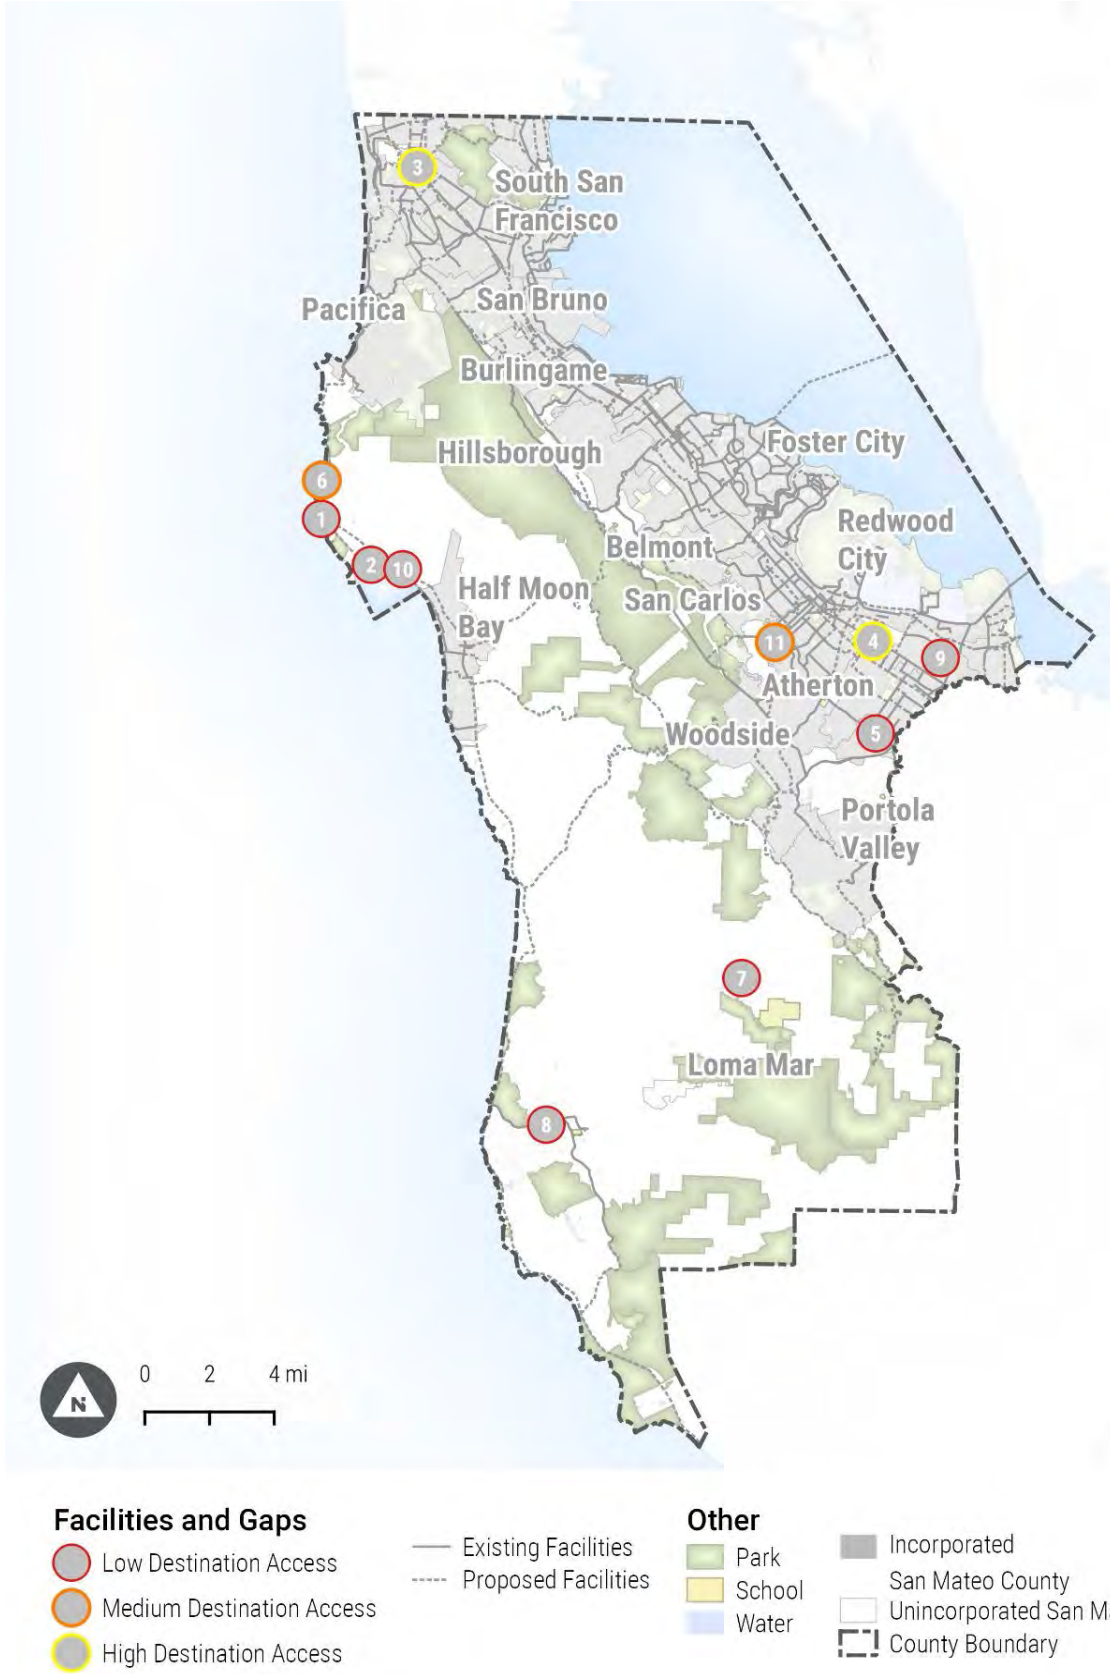 3
South San
Francisco
San Bruno
Pacifica
Burlingame
Foster City
Hillsborough
6
1
Redwood
City
Belmont
2
10
Half Moon
Bay
San Carlos
11
4
9
Atherton
5
Woodside
Portola
Valley
7
Loma Mar
8
N
0 2 4 mi
Facilities and Gaps
Low Destination Access
Medium Destination Access
High Destination Access
Existing Facilities
Proposed Facilities
Other
Park
School
Water
Incorporated
San Mateo County
Unincorporated San Ma
County Boundary